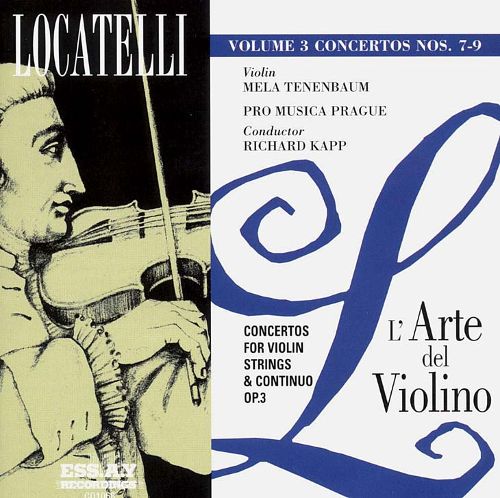 LOCATELLI
VOLUME 3 CONCERTOS NOS. 7-9
Violin
MELA TENENBAUM
PRO MUSICA PRAGUE
Conductor
RICHARD KAPP
CONCERTOS
FOR VIOLIN
STRINGS
& CONTINUO
OP.3
L'Arte
del
Violino
ESS.A.Y
RECORDINGS